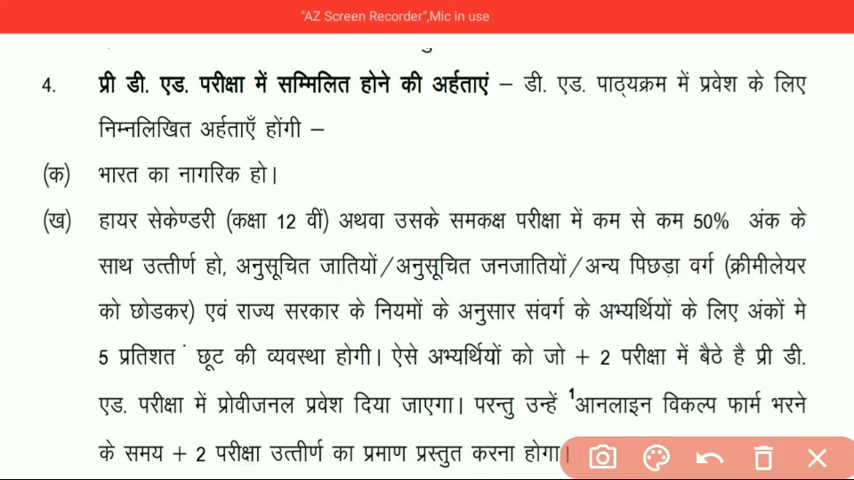 "AZ Screen Recorder",Mic in use
4. प्री डी. एड. परीक्षा में सम्मिलित होने की अर्हताएं – डी. एड. पाठ्यक्रम में प्रवेश के लिए
निम्नलिखित अर्हताएँ होंगी –
(क) भारत का नागरिक हो।
(ख) हायर सेकेण्डरी (कक्षा 12 वीं) अथवा उसके समकक्ष परीक्षा में कम से कम 50% अंक के
साथ उत्तीर्ण हो, अनुसूचित जातियों/अनुसूचित जनजातियों/अन्य पिछड़ा वर्ग (क्रीमीलेयर
को छोडकर) एवं राज्य सरकार के नियमों के अनुसार संवर्ग के अभ्यर्थियों के लिए अंकों मे
5 प्रतिशत छूट की व्यवस्था होगी। ऐसे अभ्यर्थियों को जो + 2 परीक्षा में बैठे है प्री डी.
एड. परीक्षा में प्रोवीजनल प्रवेश दिया जाएगा। परन्तु उन्हें ¹आनलाइन विकल्प फार्म भरने
के समय + 2 परीक्षा उत्तीर्ण का प्रमाण प्रस्तुत करना होगा।